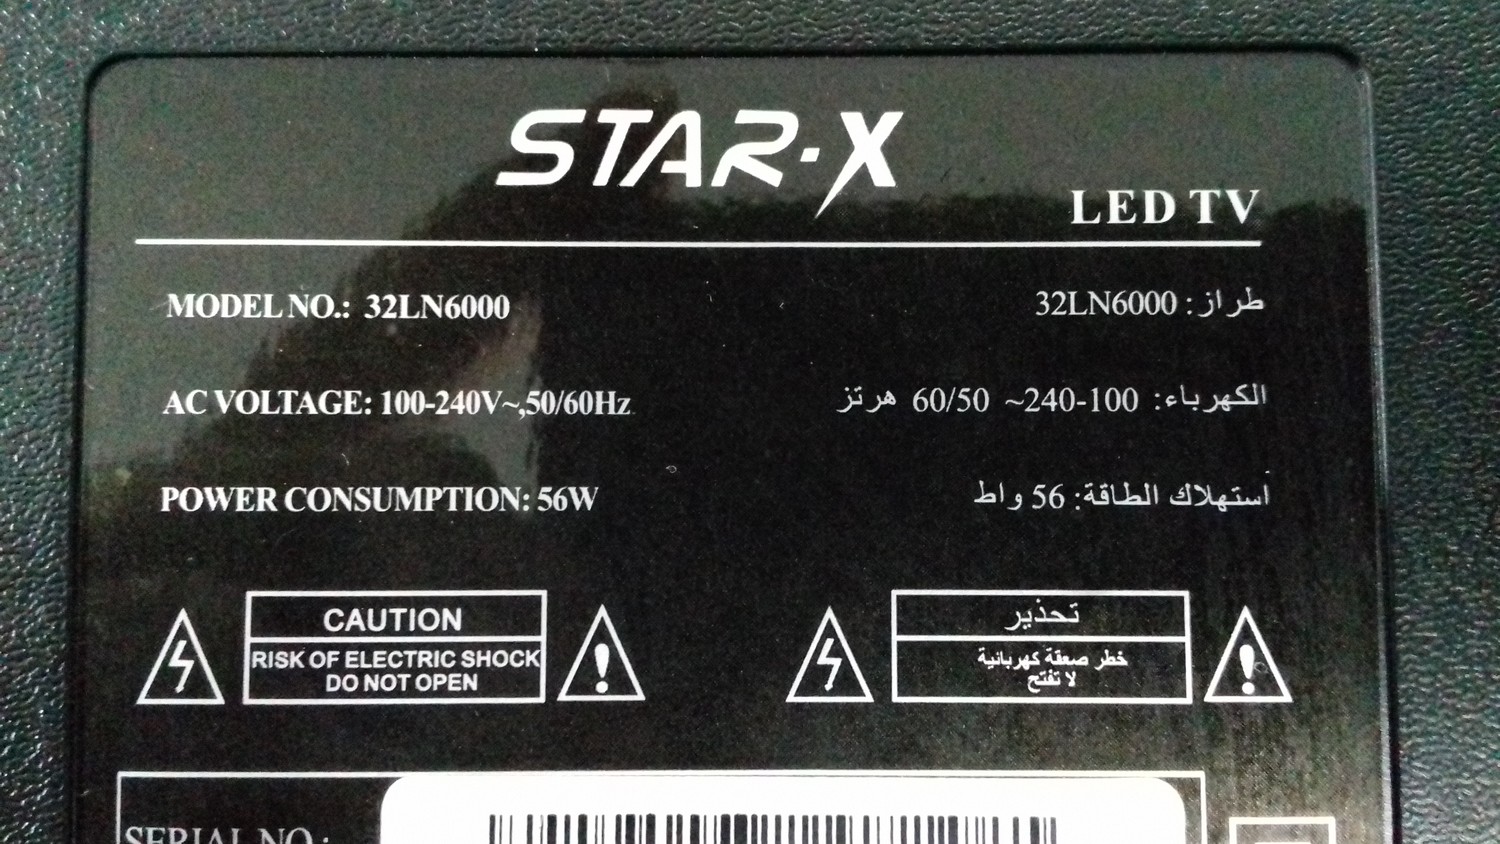 STAR-X
LED TV
MODEL NO.: 32LN6000
طراز: 32LN6000
AC VOLTAGE: 100-240V~,50/60Hz
الكهرباء: 100-240~ 60/50 هرتز
POWER CONSUMPTION: 56W
استهلاك الطاقة: 56 واط
CAUTION
RISK OF ELECTRIC SHOCK
DO NOT OPEN
تحذير
خطر صعقة كهربائية
لا تفتح
SERIAL NO.: